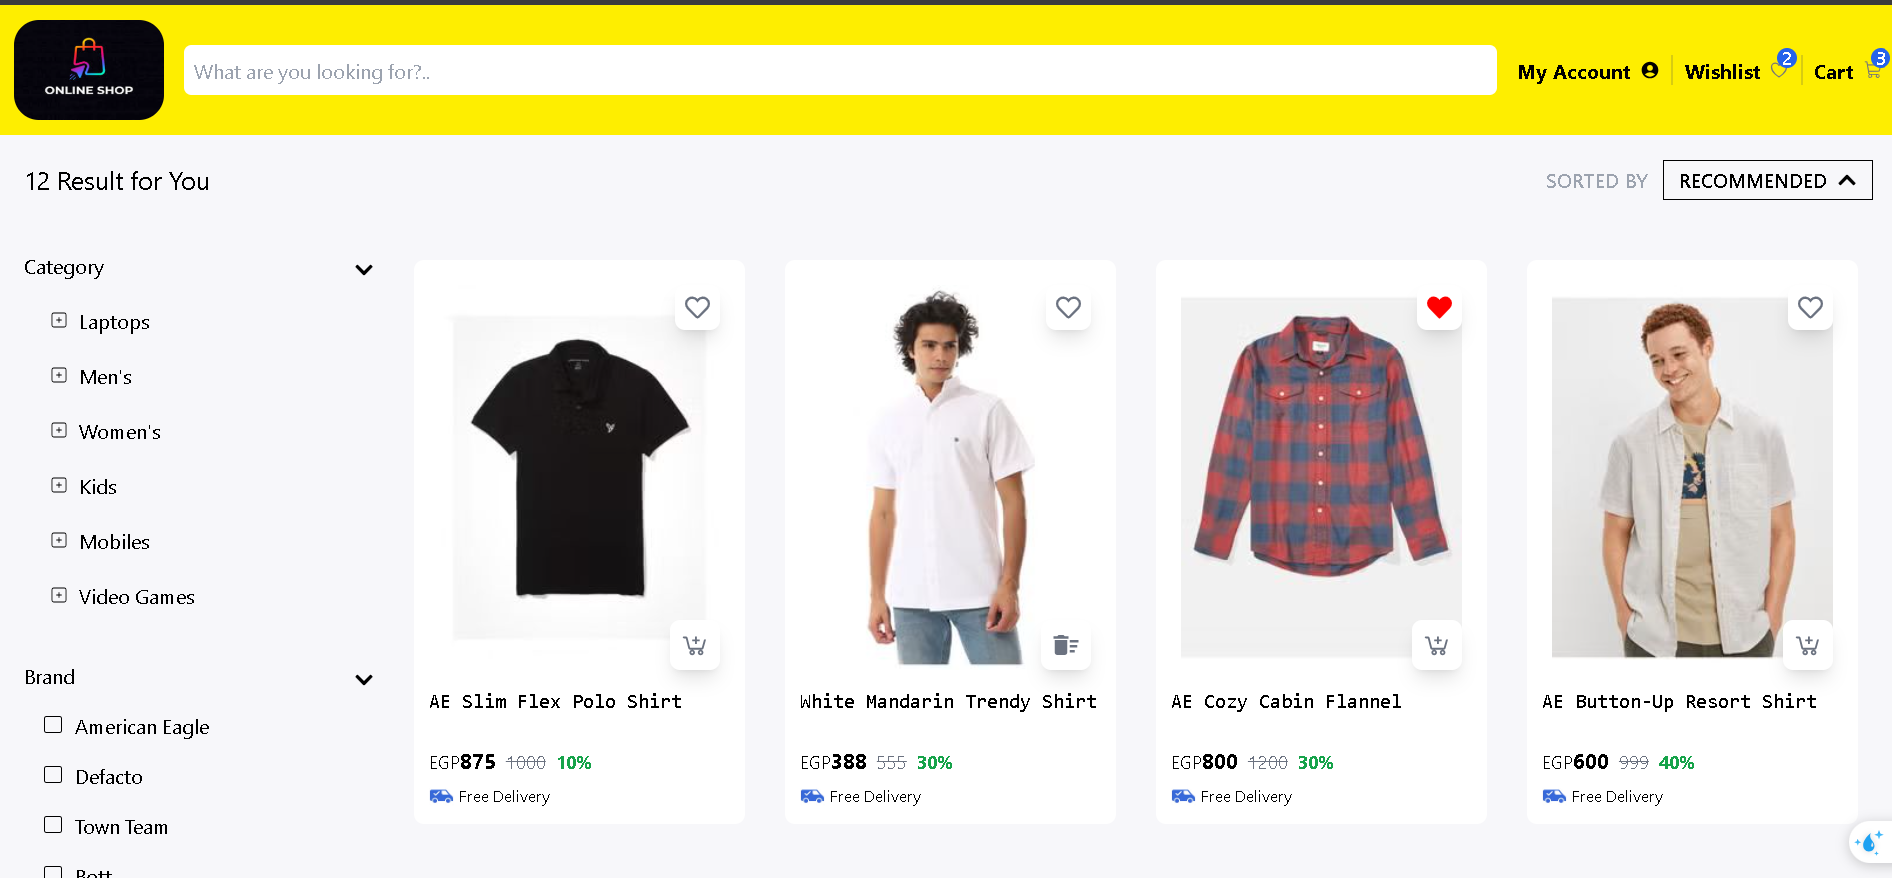 ONLINE SHOP
What are you looking for?..
My Account
Wishlist 2
Cart 3
12 Result for You
SORTED BY
RECOMMENDED
Category
Laptops
Men's
Women's
Kids
Mobiles
Video Games
Brand
American Eagle
Defacto
Town Team
Bott
AE Slim Flex Polo Shirt
EGP875 1000 10%
Free Delivery
White Mandarin Trendy Shirt
EGP388 555 30%
Free Delivery
AE Cozy Cabin Flannel
EGP800 1200 30%
Free Delivery
AE Button-Up Resort Shirt
EGP600 999 40%
Free Delivery